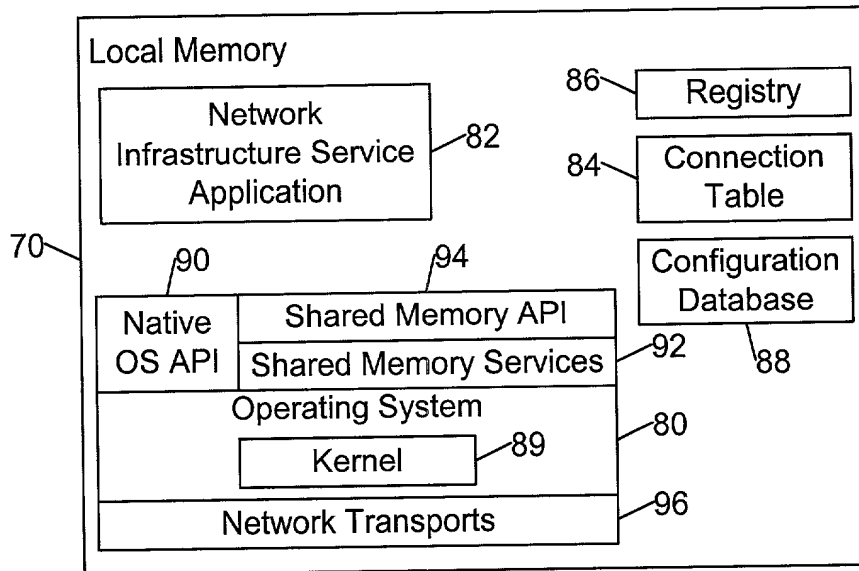 Local Memory
Network
Infrastructure Service
Application
82
86
Registry
84
Connection
Table
70
90
94
Configuration
Database
88
Native
OS API
Shared Memory API
Shared Memory Services
92
Operating System
80
Kernel
89
Network Transports
96